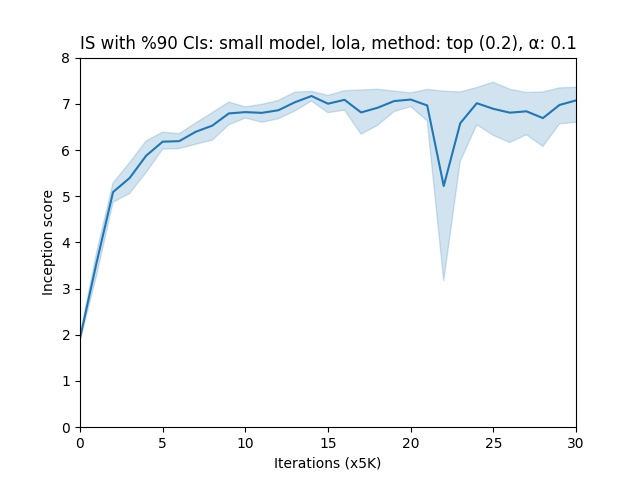 IS with %90 CIs: small model, lola, method: top (0.2), α: 0.1
8
7
6
5
4
3
2
1
0
Inception score
0 5 10 15 20 25 30
Iterations (x5K)